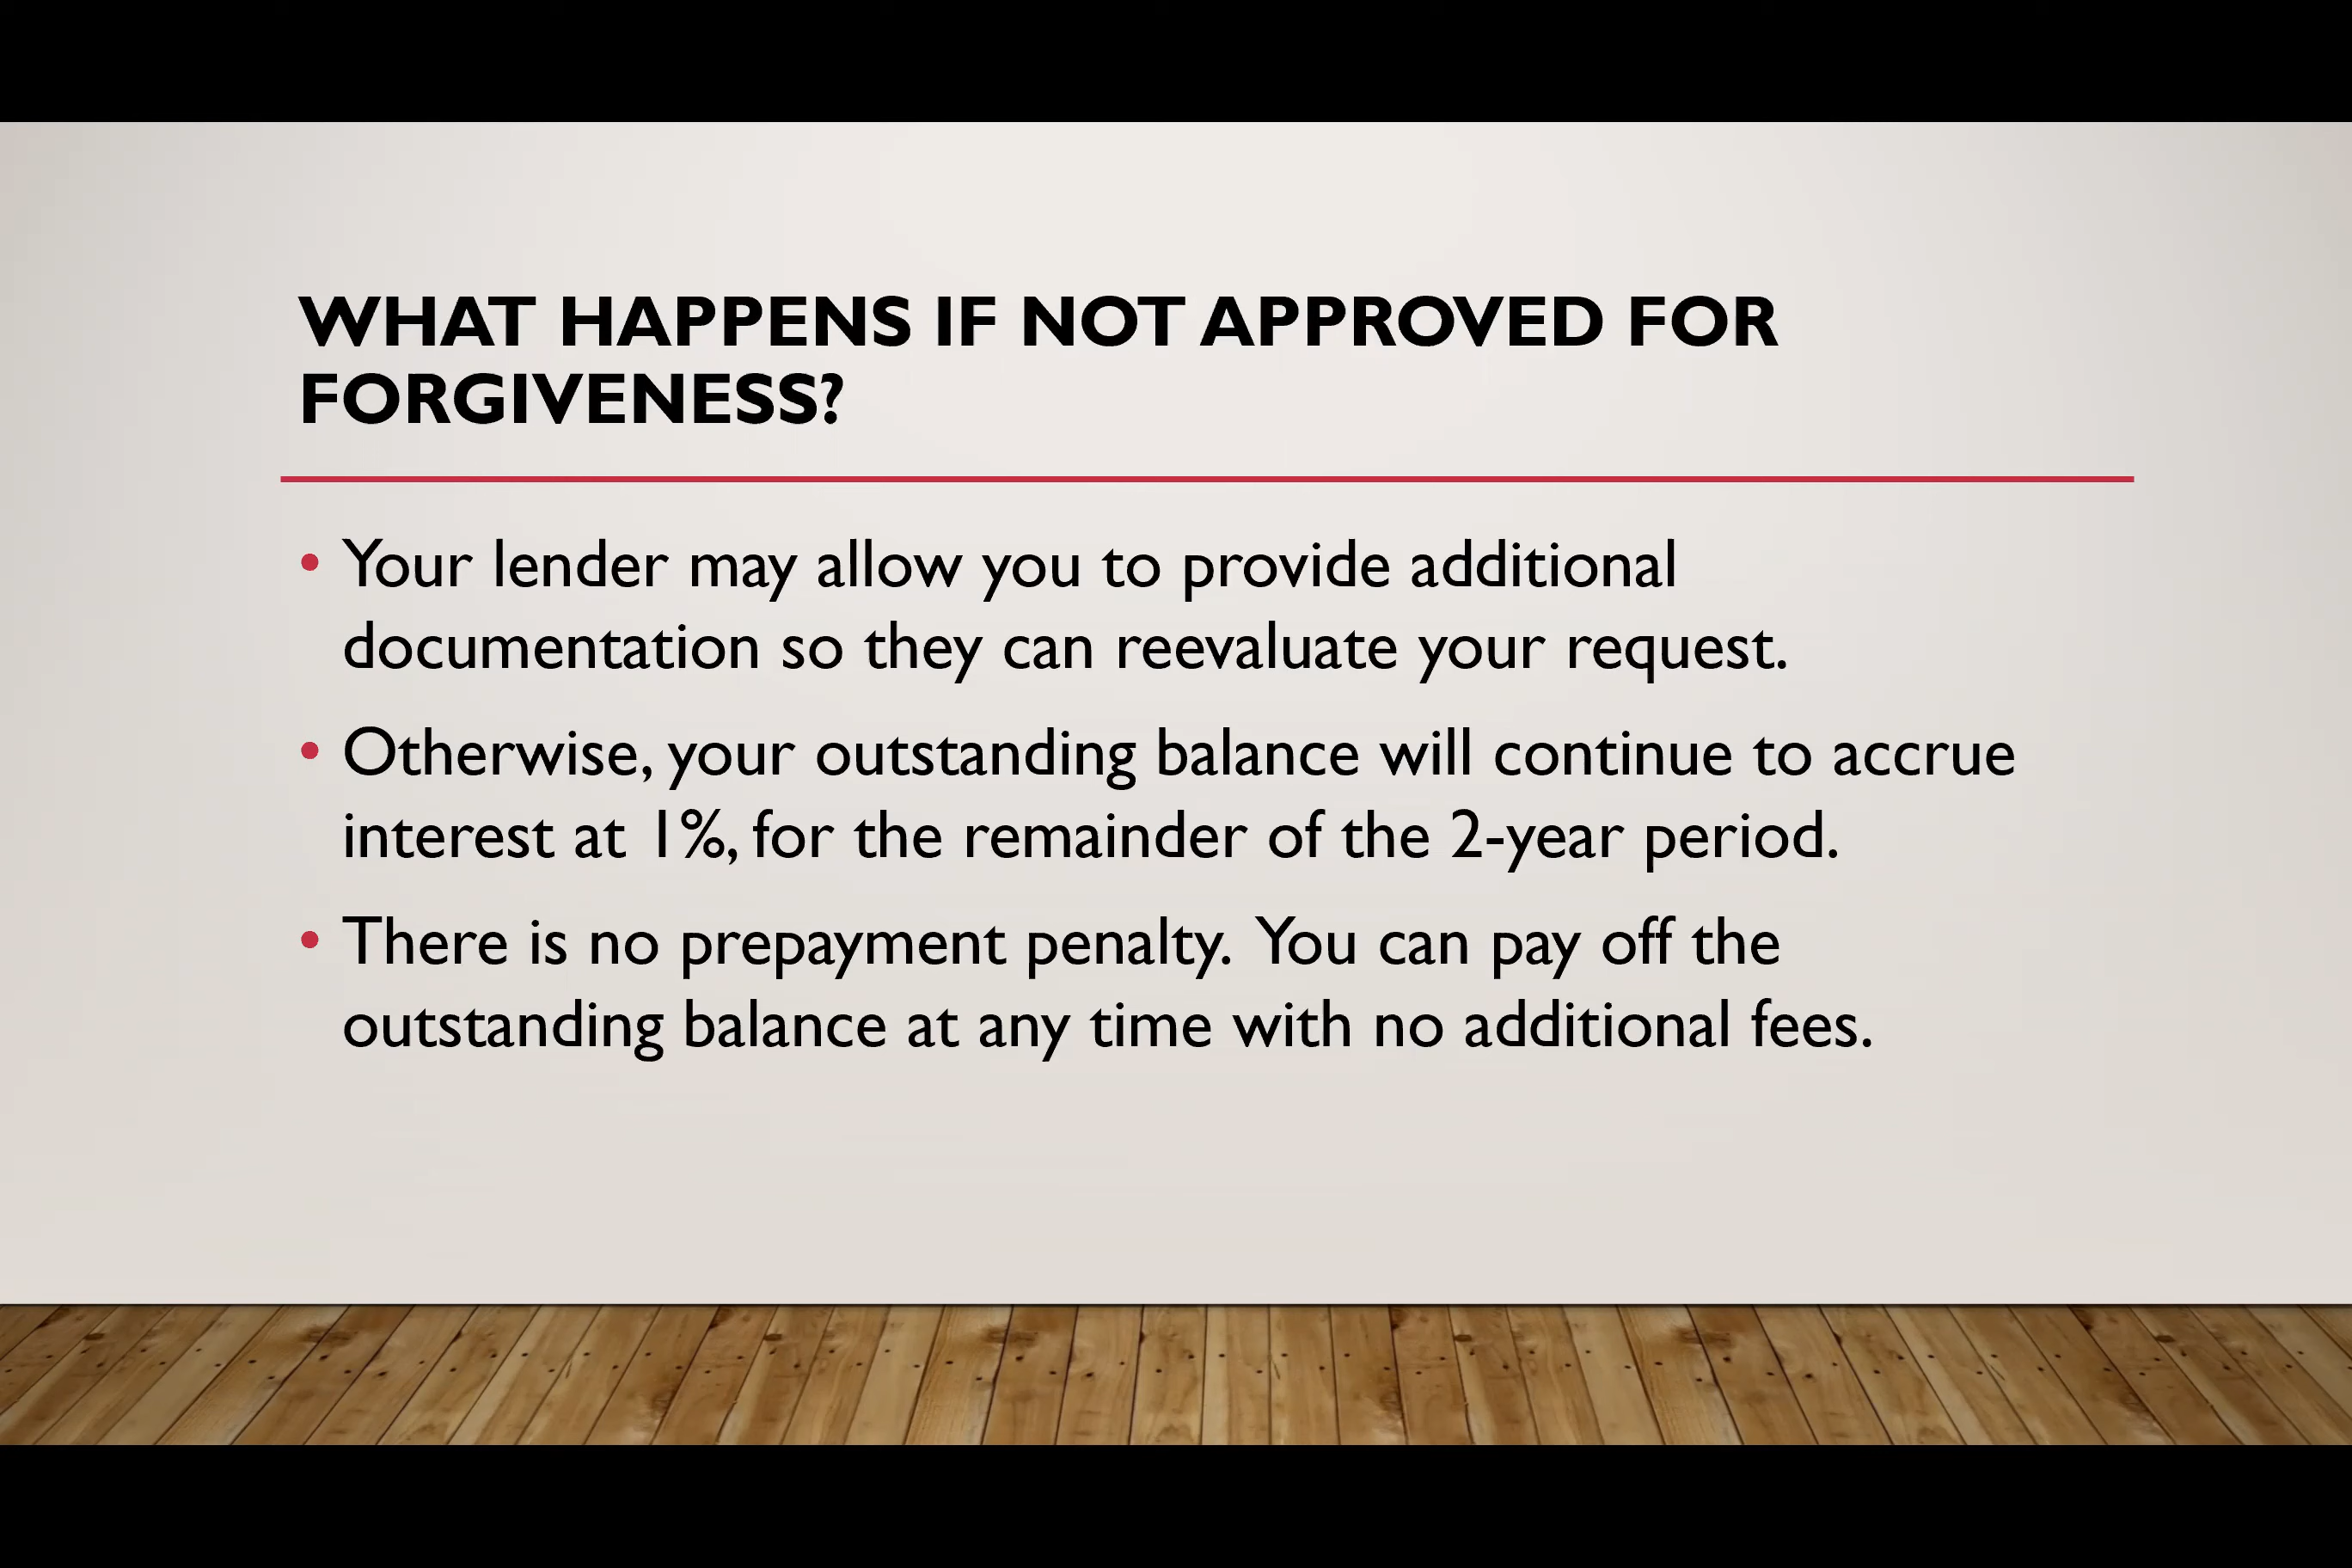 WHAT HAPPENS IF NOT APPROVED FOR
FORGIVENESS?
• Your lender may allow you to provide additional
documentation so they can reevaluate your request.
• Otherwise, your outstanding balance will continue to accrue
interest at 1%, for the remainder of the 2-year period.
• There is no prepayment penalty.  You can pay off the
outstanding balance at any time with no additional fees.